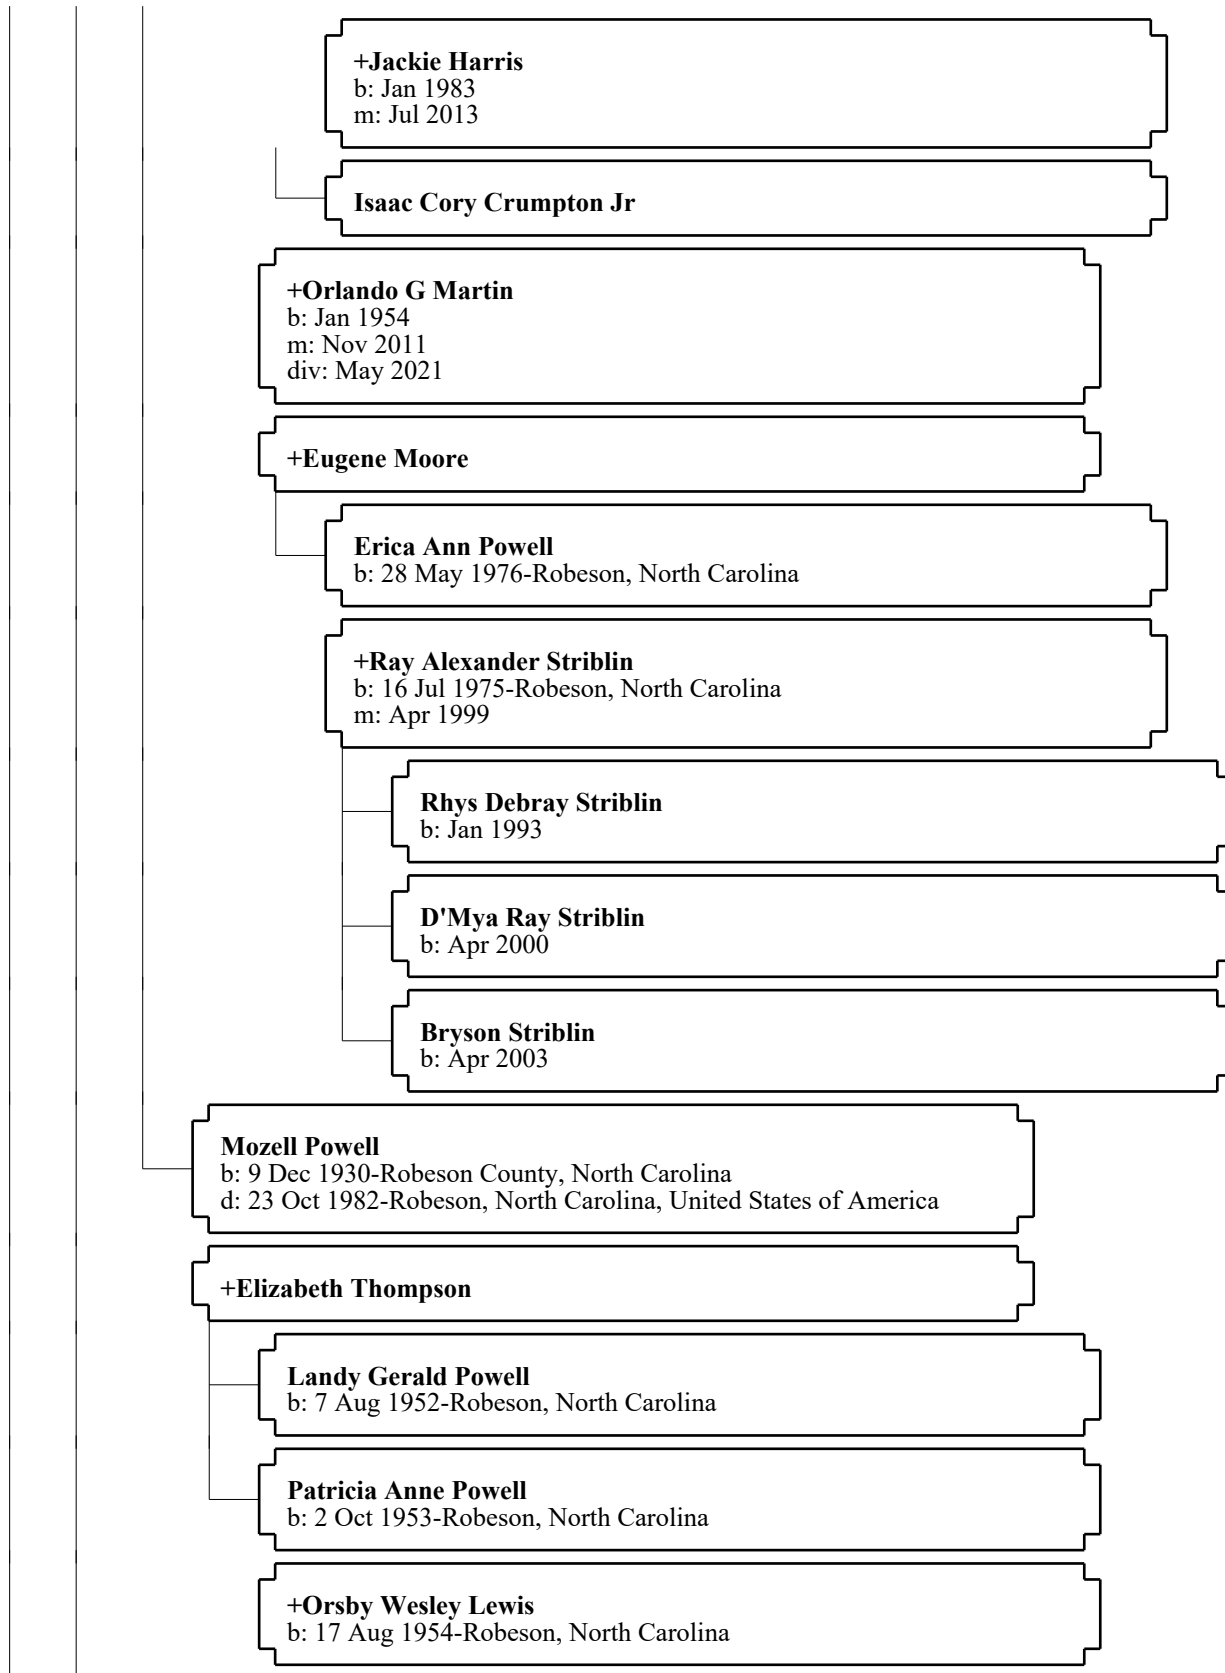 +Jackie Harris
b: Jan 1983
m: Jul 2013
Isaac Cory Crumpton Jr
+Orlando G Martin
b: Jan 1954
m: Nov 2011
div: May 2021
+Eugene Moore
Erica Ann Powell
b: 28 May 1976-Robeson, North Carolina
+Ray Alexander Striblin
b: 16 Jul 1975-Robeson, North Carolina
m: Apr 1999
Rhys Debray Striblin
b: Jan 1993
D'Mya Ray Striblin
b: Apr 2000
Bryson Striblin
b: Apr 2003
Mozell Powell
b: 9 Dec 1930-Robeson County, North Carolina
d: 23 Oct 1982-Robeson, North Carolina, United States of America
+Elizabeth Thompson
Landy Gerald Powell
b: 7 Aug 1952-Robeson, North Carolina
Patricia Anne Powell
b: 2 Oct 1953-Robeson, North Carolina
+Orsby Wesley Lewis
b: 17 Aug 1954-Robeson, North Carolina